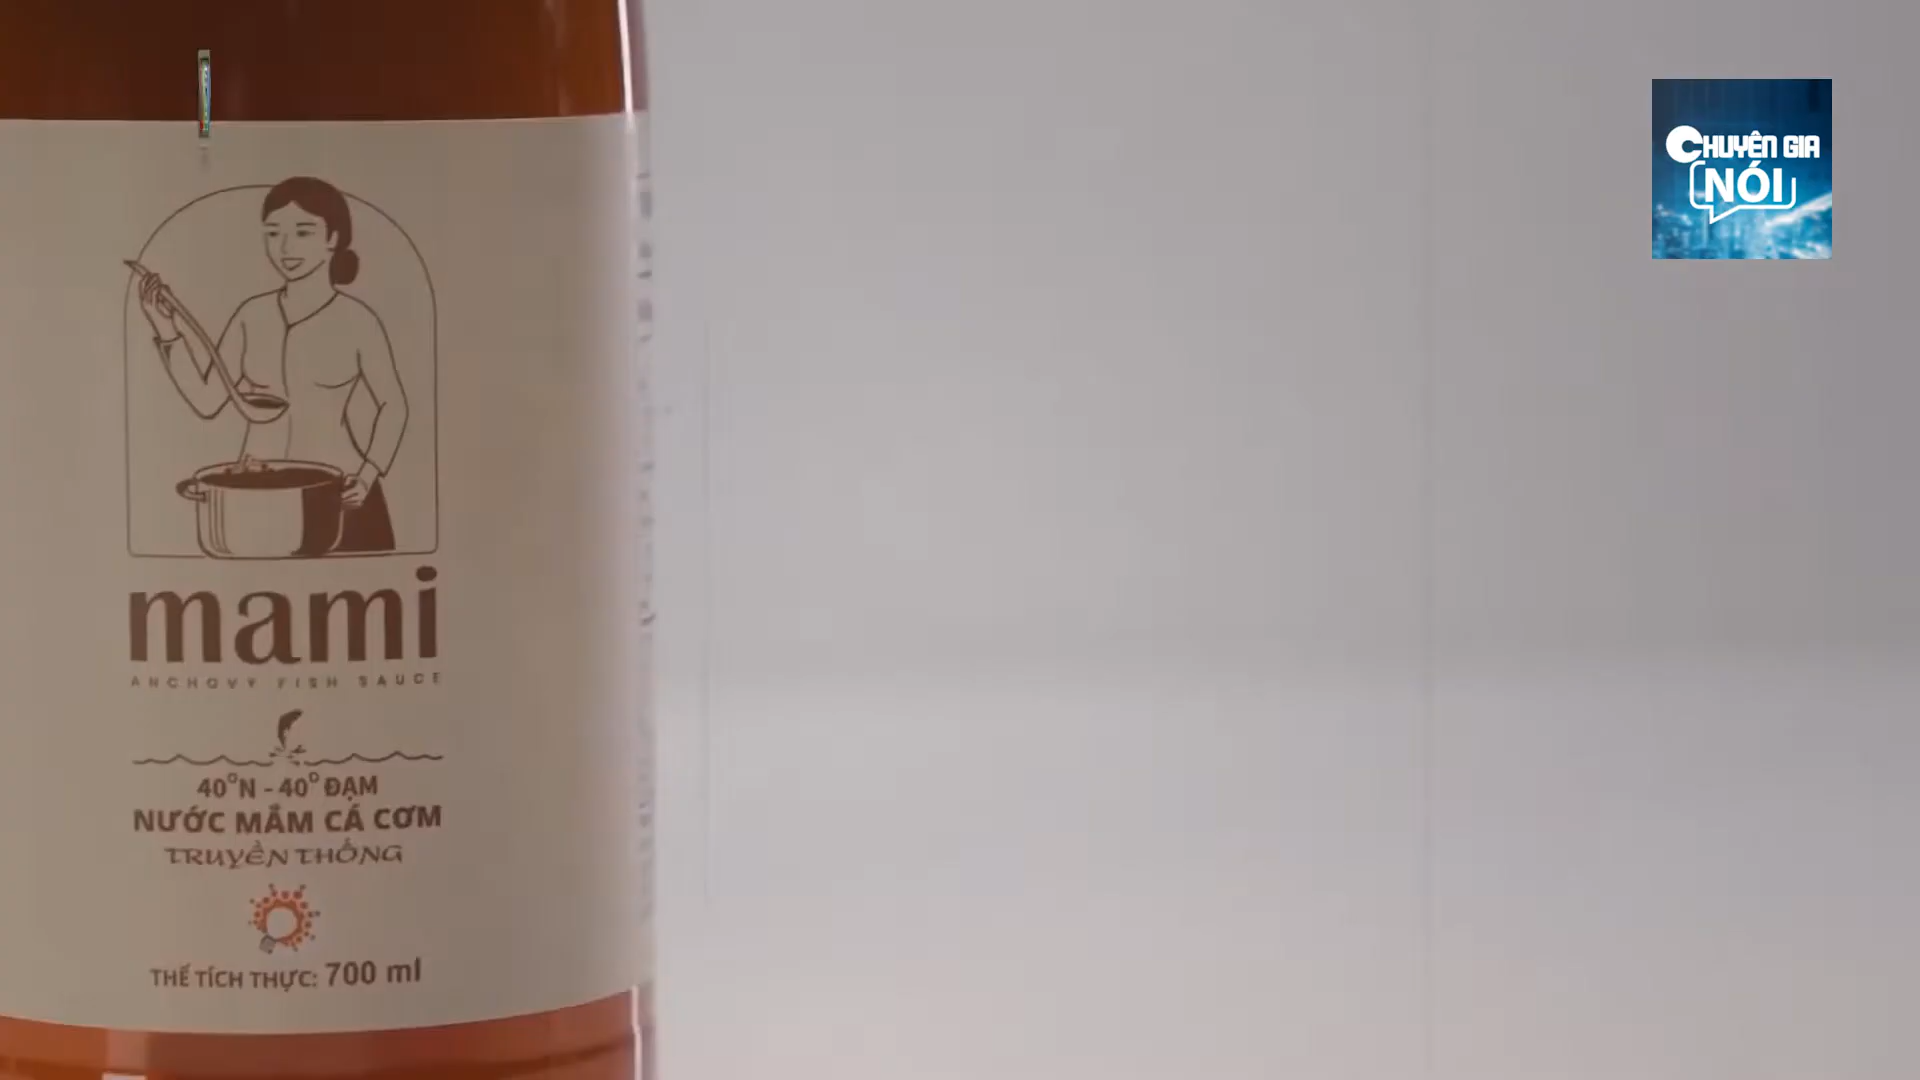 mami
ANCHOVY FISH SAUCE
40°N - 40° ĐẠM
NƯỚC MẮM CÁ CƠM
TRUYỀN THỐNG
THỂ TÍCH THỰC: 700 ml
CHUYÊN GIA
NÓI